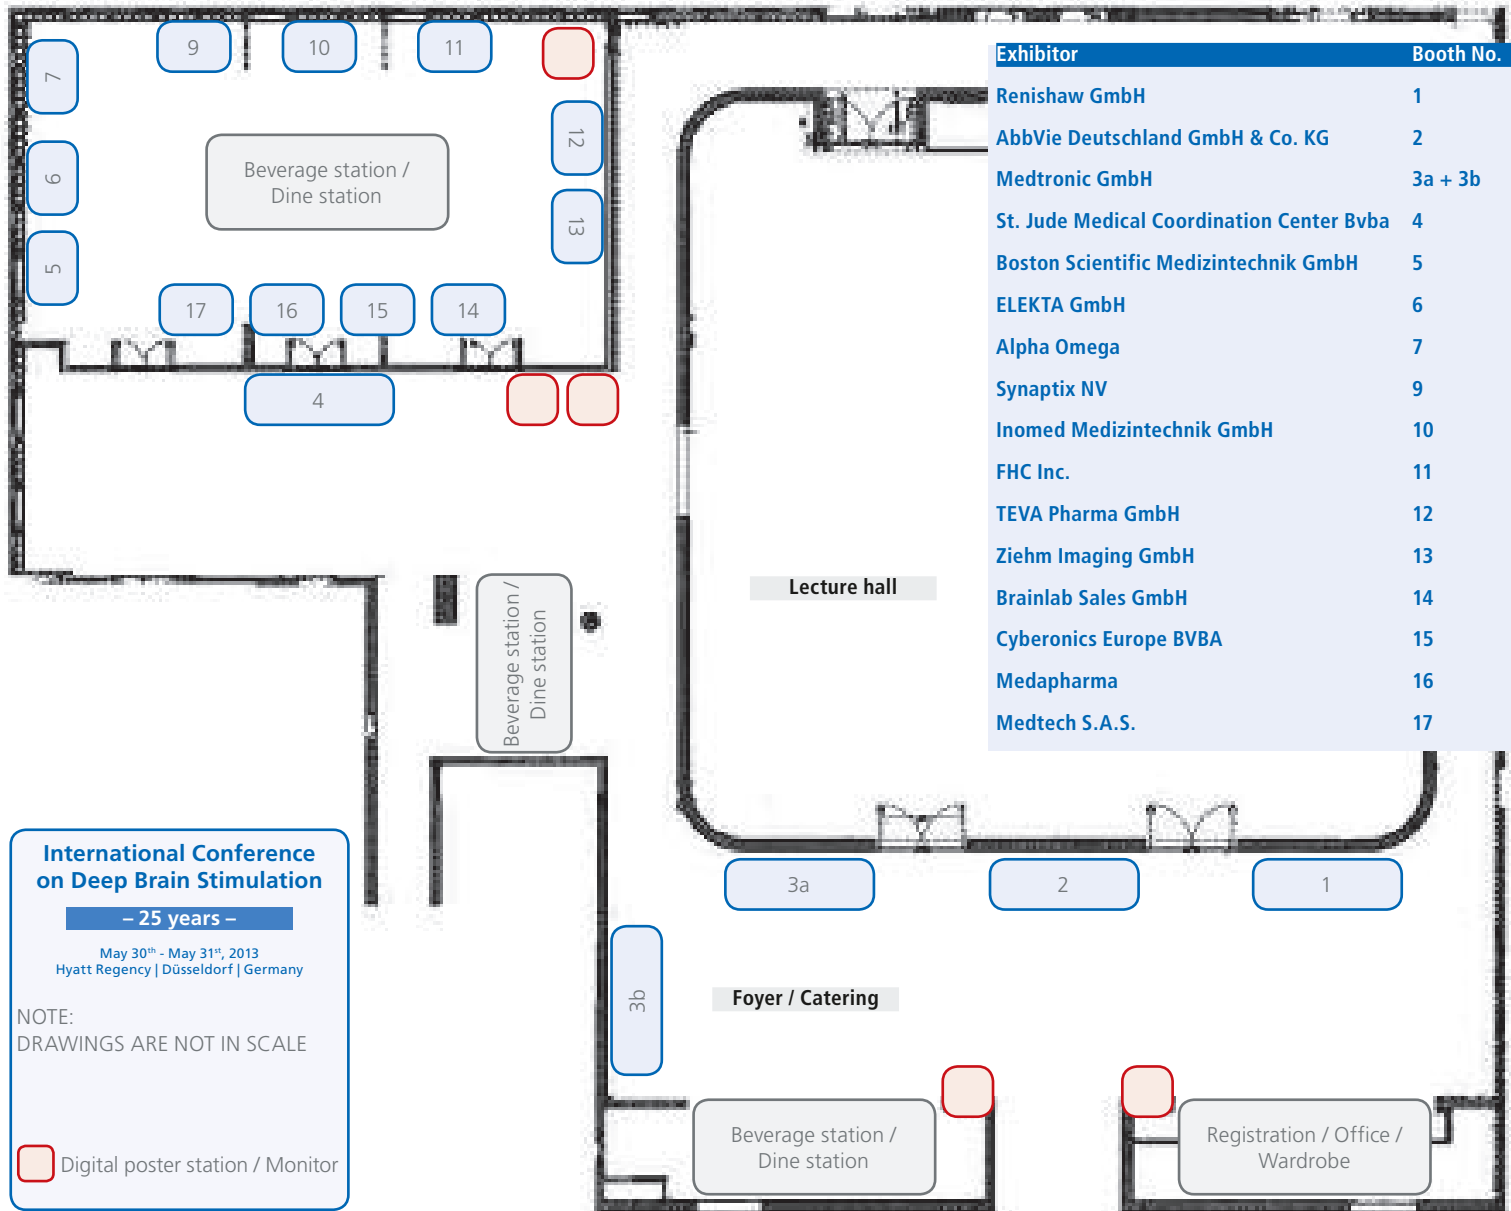 7
9
10
11
12
6
Beverage station /
Dine station
13
5
17
16
15
14
4
Exhibitor Booth No.
Renishaw GmbH 1
AbbVie Deutschland GmbH & Co. KG 2
Medtronic GmbH 3a + 3b
St. Jude Medical Coordination Center Bvba 4
Boston Scientific Medizintechnik GmbH 5
ELEKTA GmbH 6
Alpha Omega 7
Synaptix NV 9
Inomed Medizintechnik GmbH 10
FHC Inc. 11
TEVA Pharma GmbH 12
Ziehm Imaging GmbH 13
Brainlab Sales GmbH 14
Cyberonics Europe BVBA 15
Medapharma 16
Medtech S.A.S. 17
Lecture hall
Beverage station /
Dine station
3a
2
1
3b
Foyer / Catering
Beverage station /
Dine station
Registration / Office /
Wardrobe
International Conference
on Deep Brain Stimulation
– 25 years –
May 30th - May 31st, 2013
Hyatt Regency | Düsseldorf | Germany
NOTE:
DRAWINGS ARE NOT IN SCALE
Digital poster station / Monitor